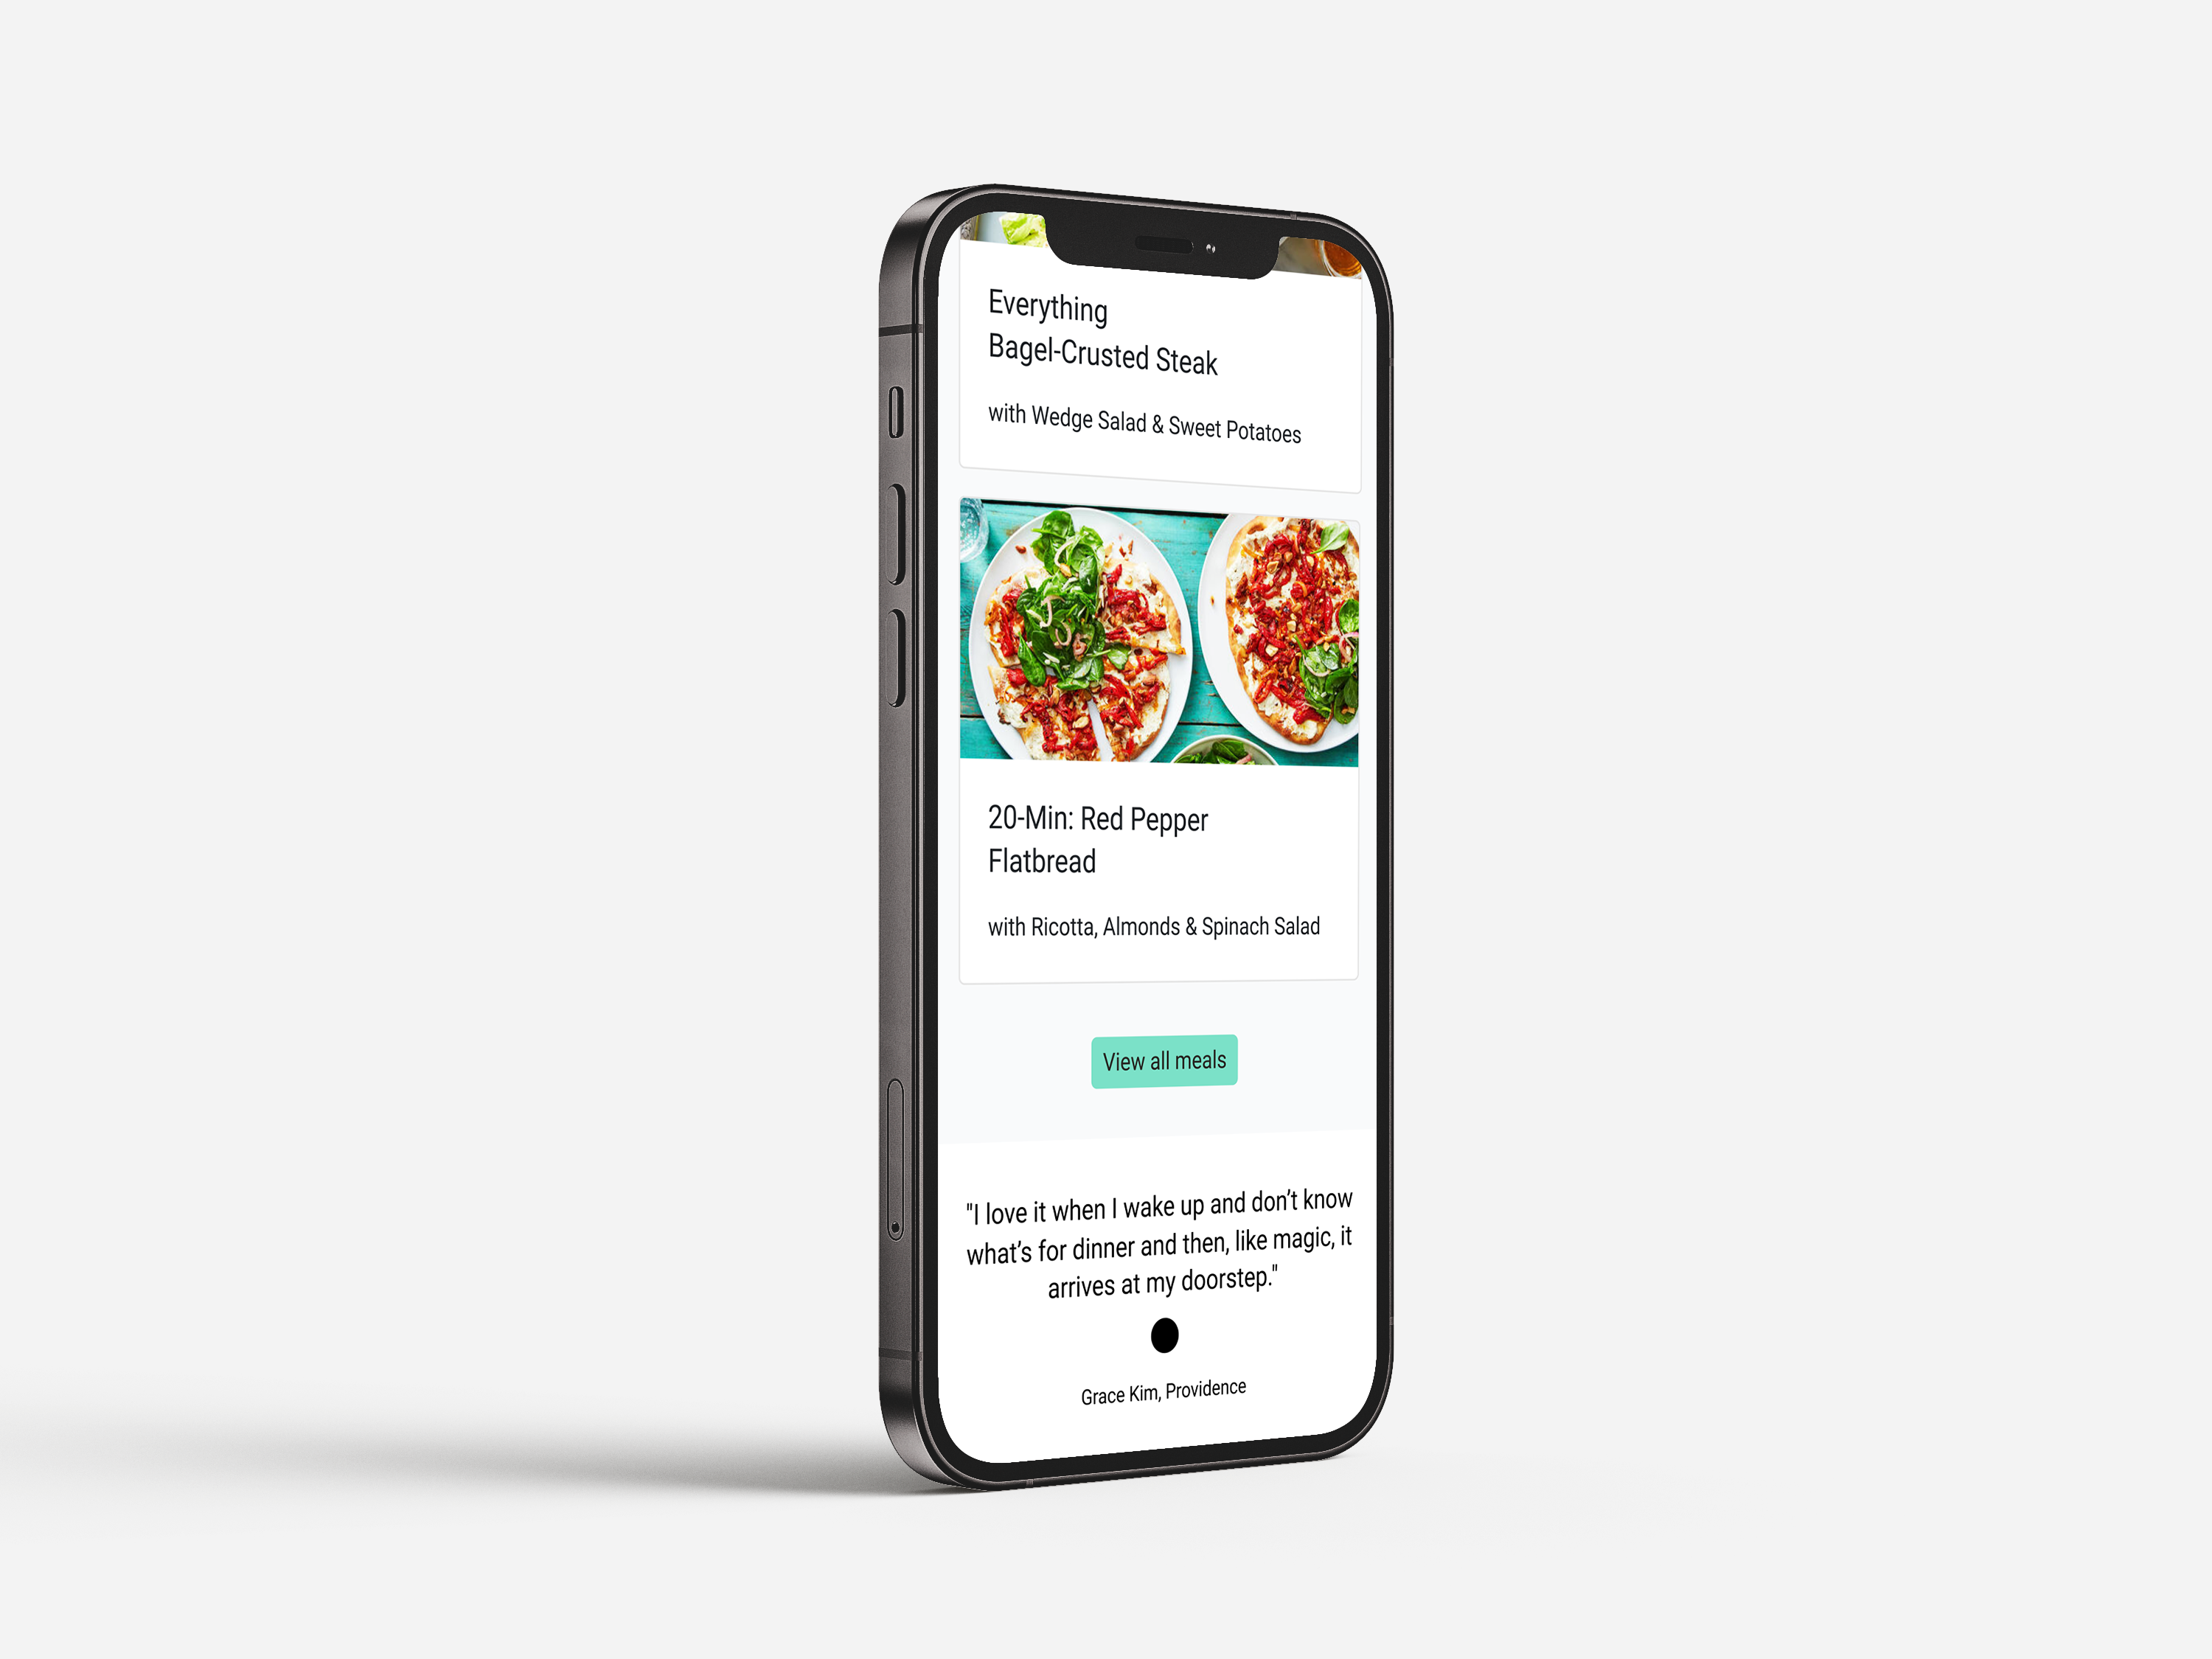 Everything
Bagel-Crusted Steak
with Wedge Salad & Sweet Potatoes
20-Min: Red Pepper
Flatbread
with Ricotta, Almonds & Spinach Salad
View all meals
"I love it when I wake up and don’t know
what’s for dinner and then, like magic, it
arrives at my doorstep."
Grace Kim, Providence